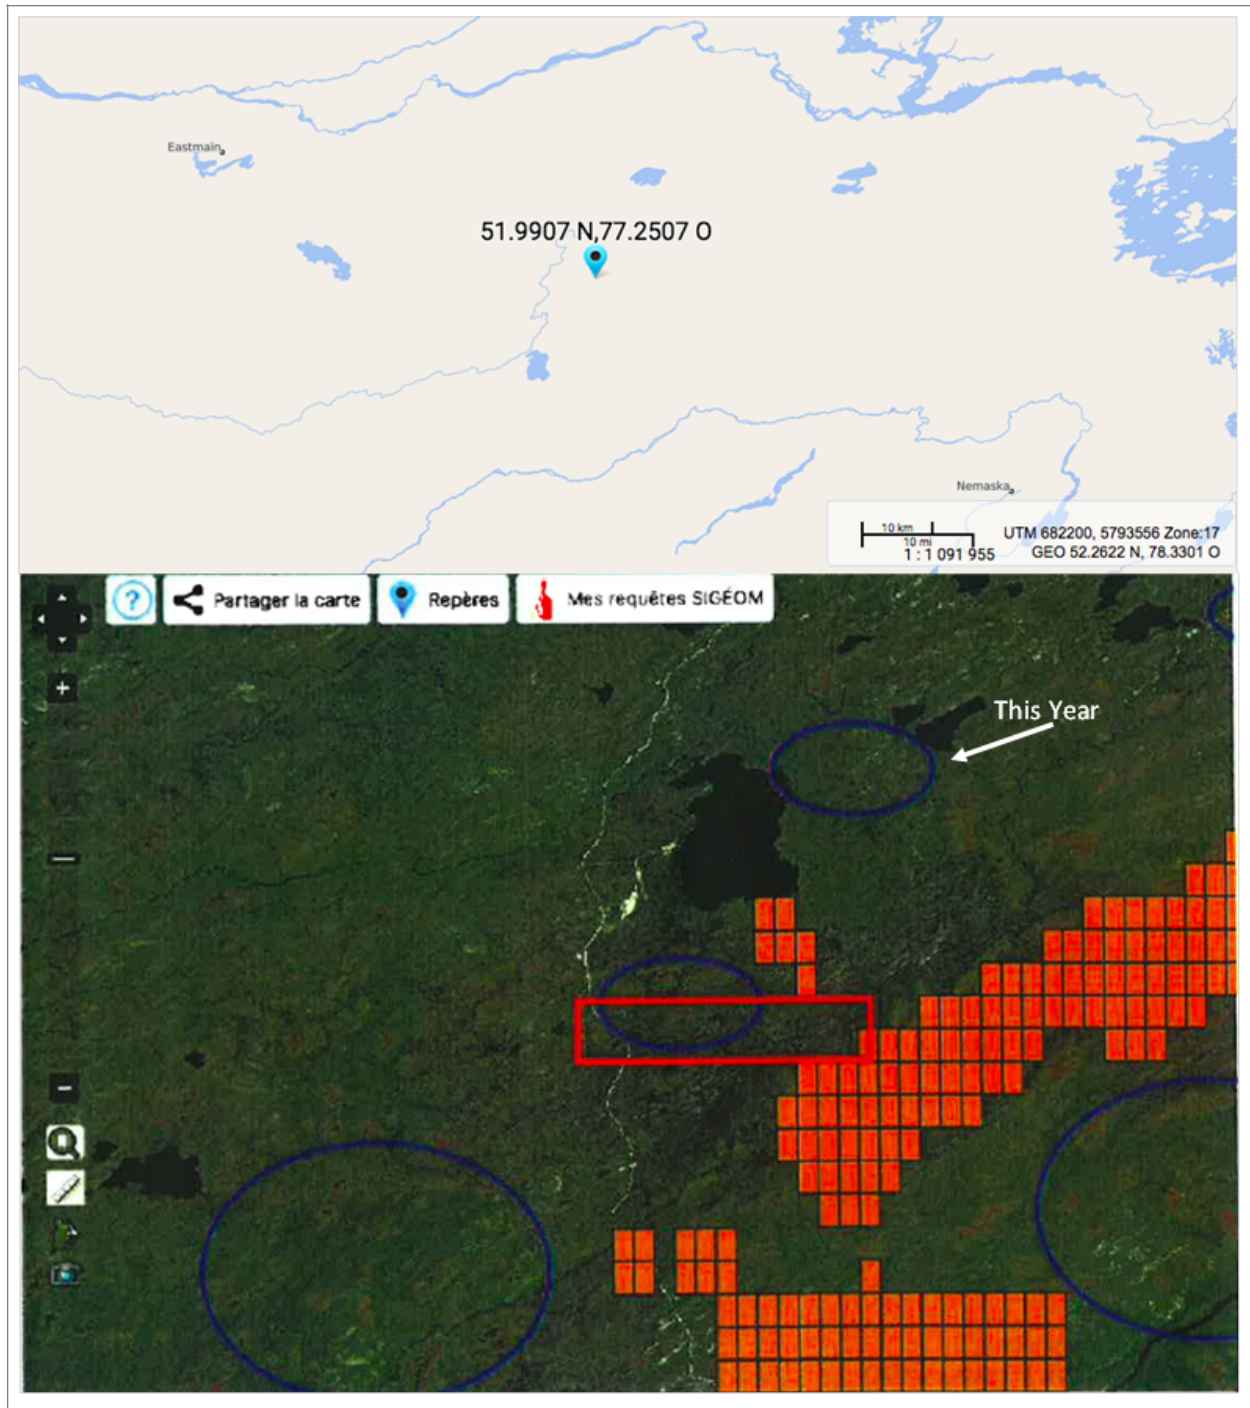 Eastmain
51.9907 N,77.2507 O
Nemaska
10 km
10 mi
1 : 1 091 955
UTM 682200, 5793556 Zone:17
GEO 52.2622 N, 78.3301 O
? Partager la carte Repères Mes requêtes SIGÉOM
+
This Year
-